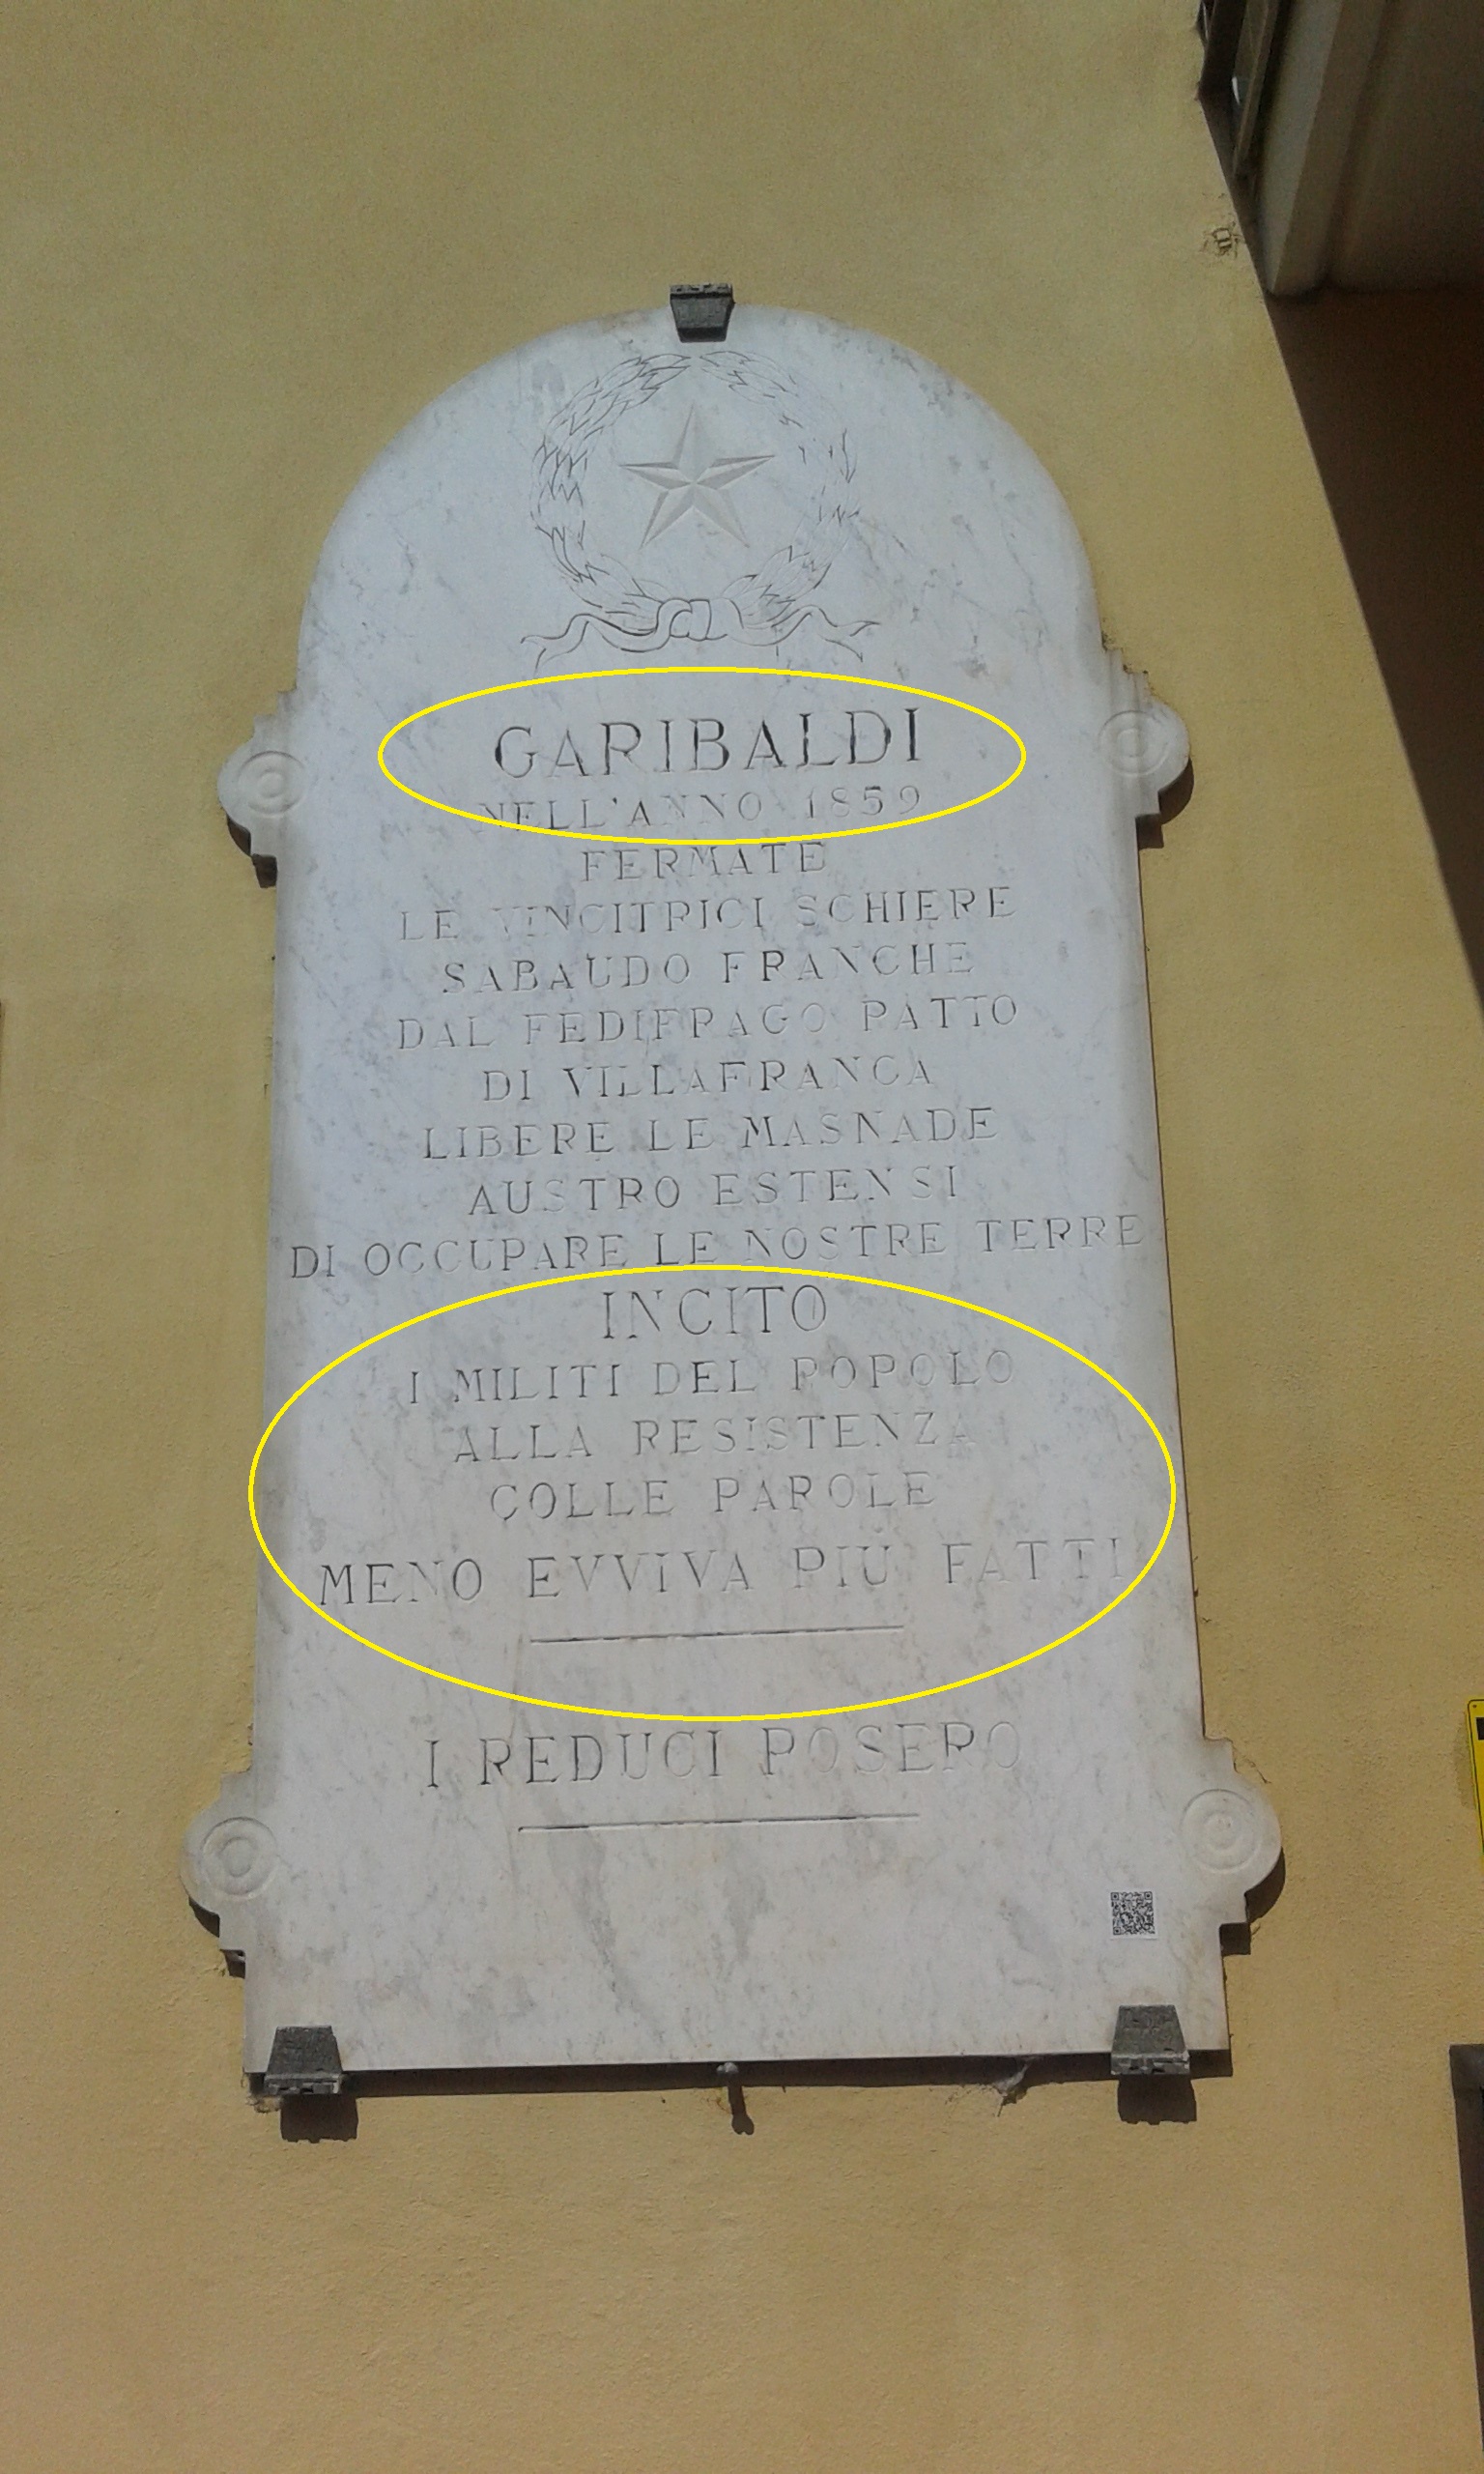 GARIBALDI
NELL'ANNO 1859
FERMATE
LE VINCITRICI SCHIERE
SABAUDO FRANCHE
DAL FEDIFRAGO PATTO
DI VILLAFRANCA
LIBERE LE MASNADE
AUSTRO ESTENSI
DI OCCUPARE LE NOSTRE TERRE
INCITO
I MILITI DEL POPOLO
ALLA RESISTENZA
COLLE PAROLE
MENO EVVIVA PIÙ FATTI
I REDUCI POSERO